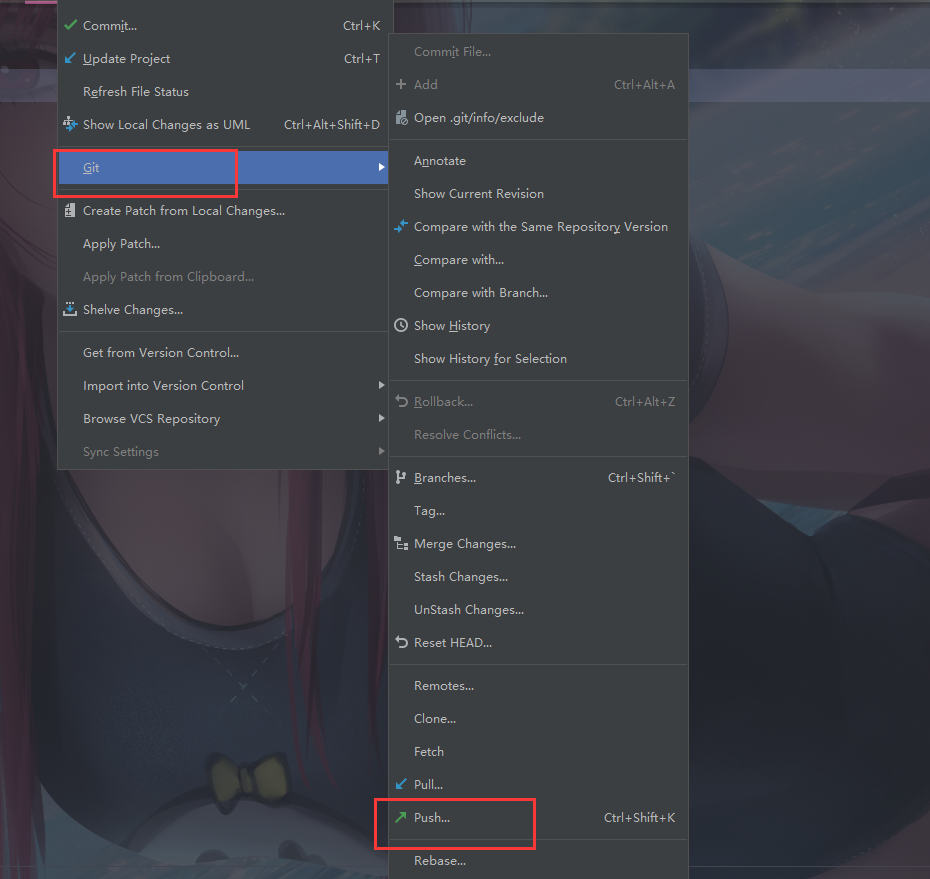 Commit... Ctrl+K
Update Project Ctrl+T
Refresh File Status
Show Local Changes as UML Ctrl+Alt+Shift+D
Git
Create Patch from Local Changes...
Apply Patch...
Apply Patch from Clipboard...
Shelve Changes...
Get from Version Control...
Import into Version Control
Browse VCS Repository
Sync Settings
Commit File...
Add Ctrl+Alt+A
Open .git/info/exclude
Annotate
Show Current Revision
Compare with the Same Repository Version
Compare with...
Compare with Branch...
Show History
Show History for Selection
Rollback... Ctrl+Alt+Z
Resolve Conflicts...
Branches... Ctrl+Shift+`
Tag...
Merge Changes...
Stash Changes...
UnStash Changes...
Reset HEAD...
Remotes...
Clone...
Fetch
Pull...
Push... Ctrl+Shift+K
Rebase...